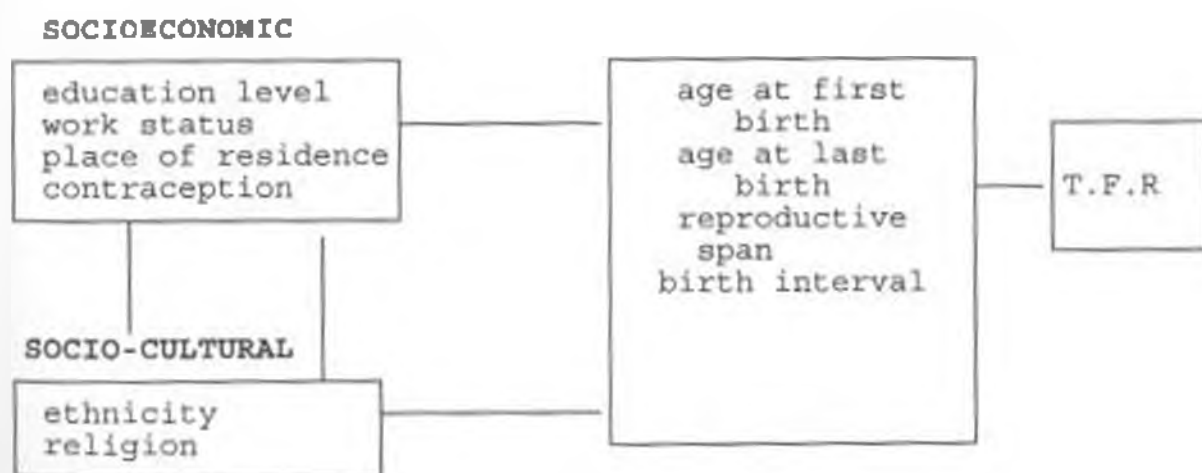 SOCIOECONOMIC
education level
work status
place of residence
contraception
SOCIO-CULTURAL
ethnicity
religion
age at first
birth
age at last
birth
reproductive
span
birth interval
T.F.R